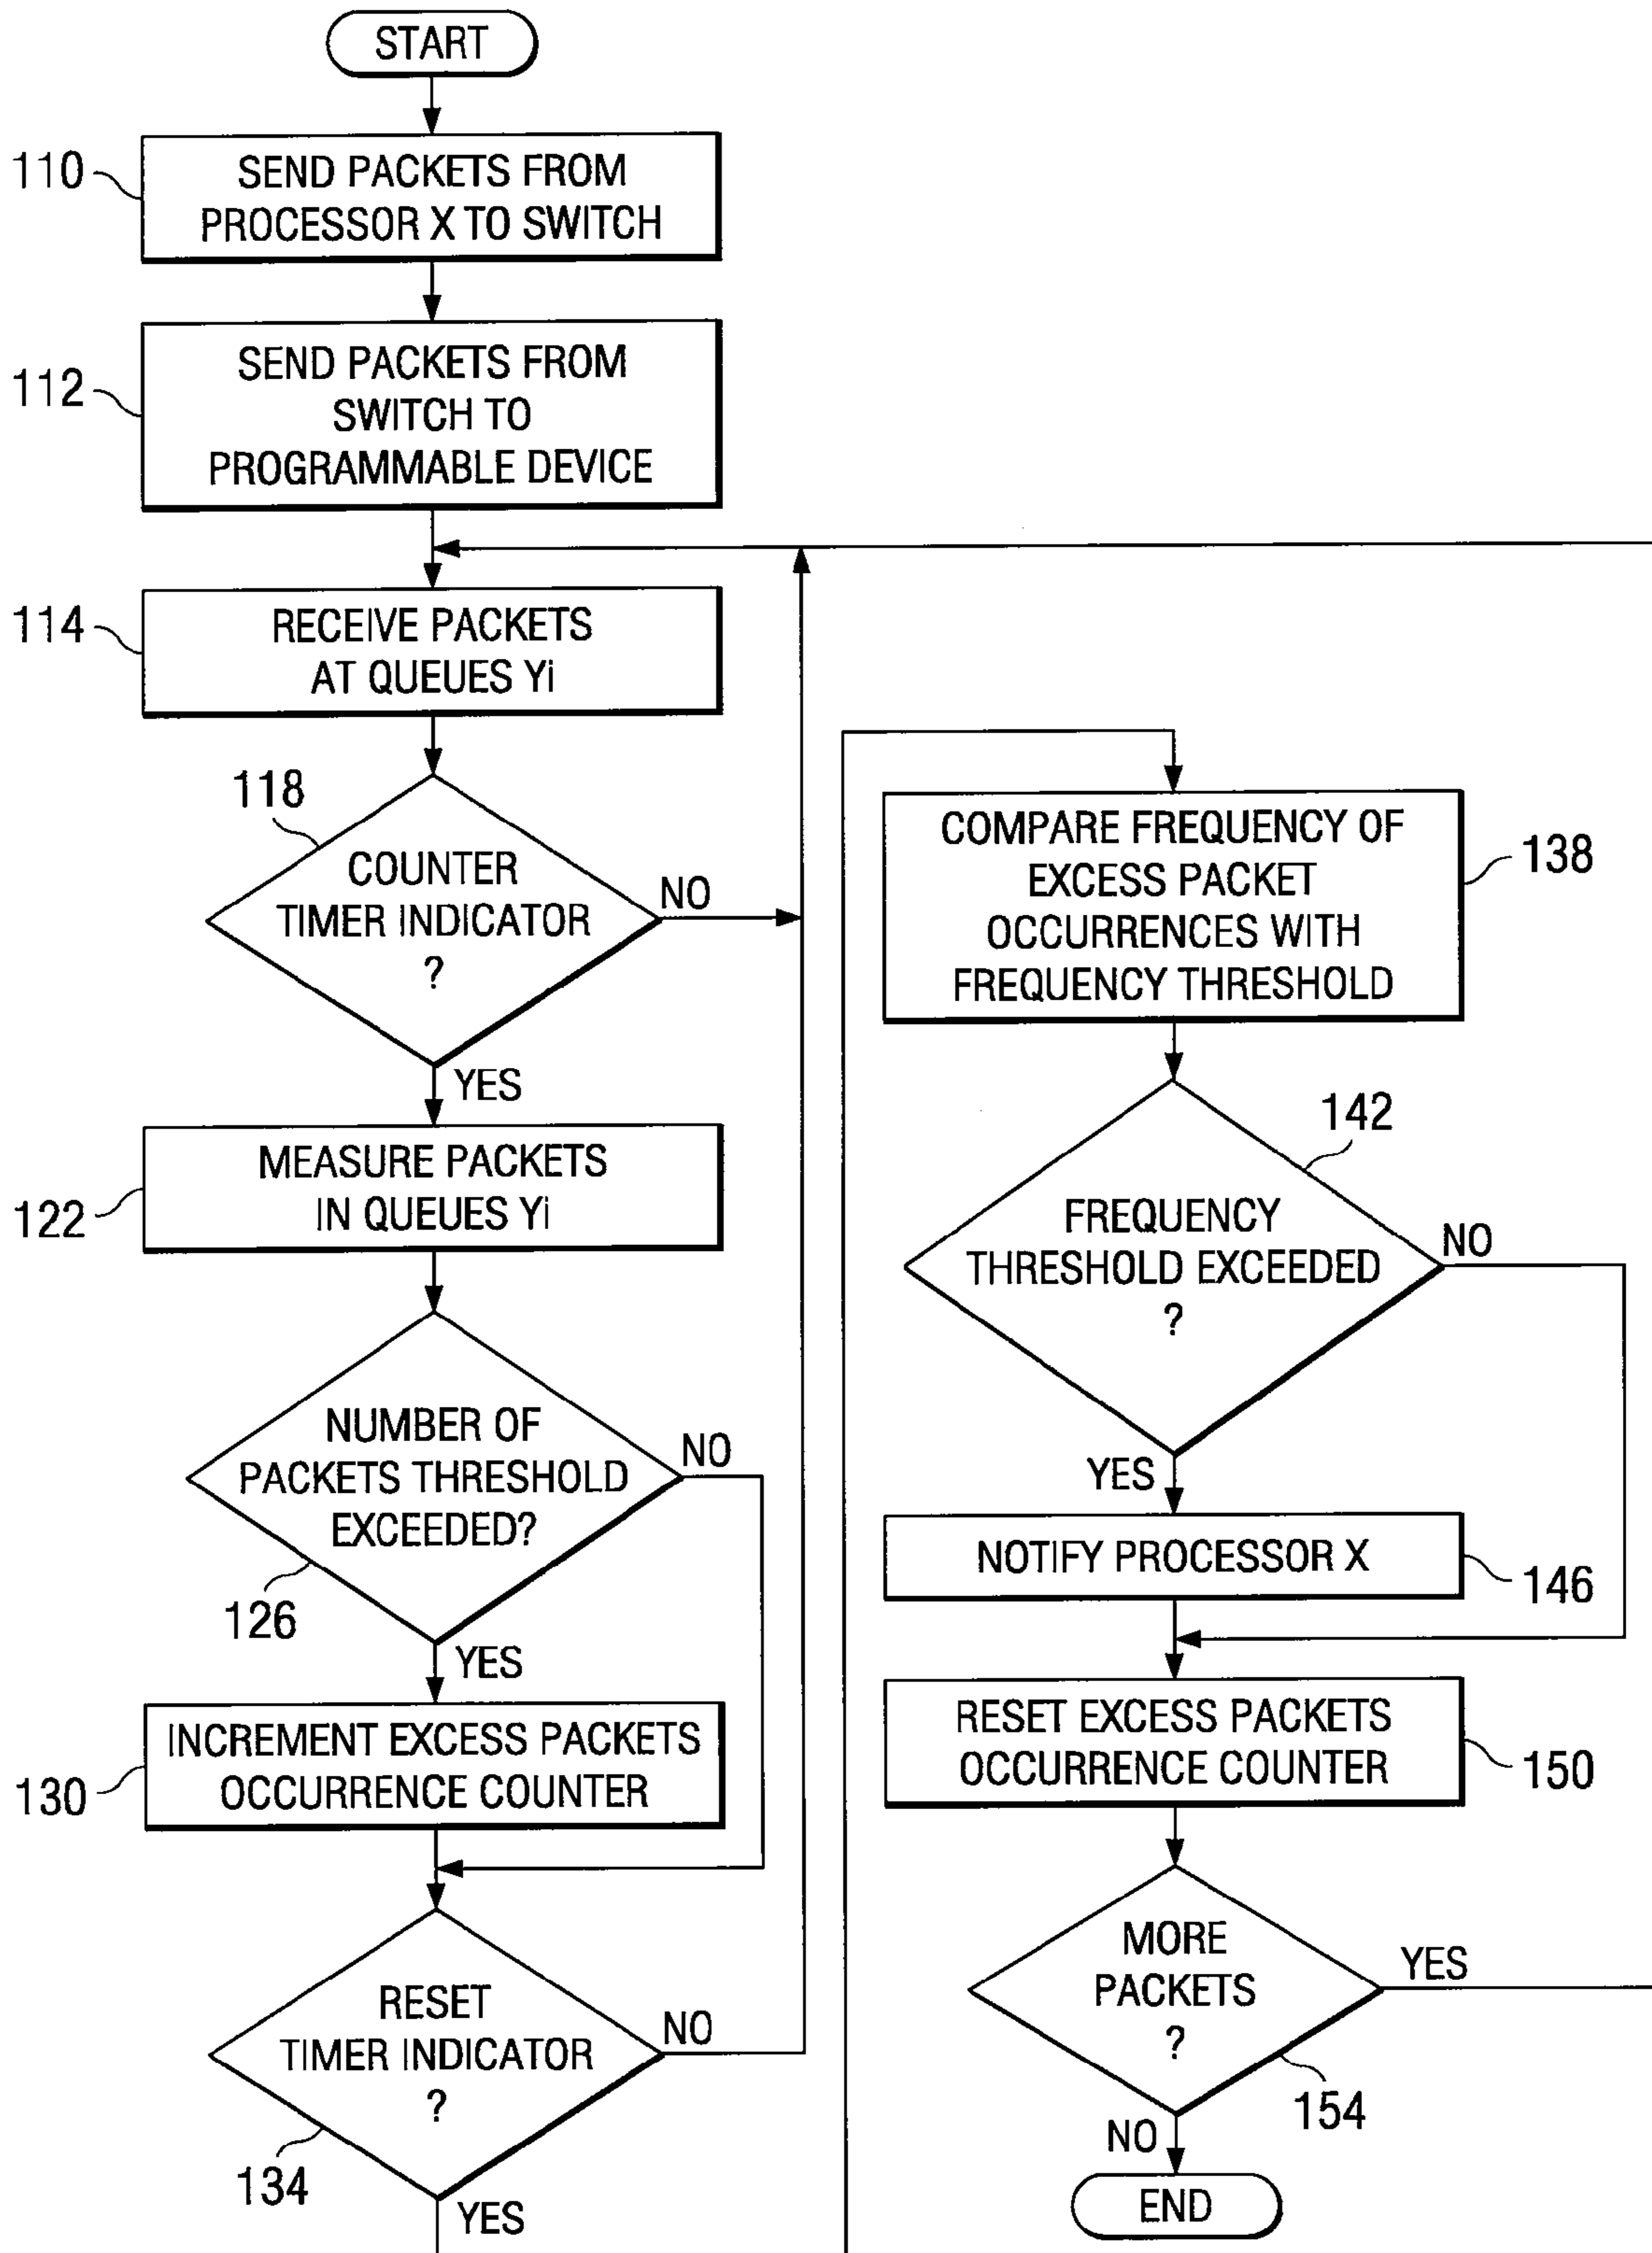 START
110
SEND PACKETS FROM
PROCESSOR X TO SWITCH
112
SEND PACKETS FROM
SWITCH TO
PROGRAMMABLE DEVICE
114
RECEIVE PACKETS
AT QUEUES Yi
118
COUNTER
TIMER INDICATOR
?
NO
YES
122
MEASURE PACKETS
IN QUEUES Yi
126
NUMBER OF
PACKETS THRESHOLD
EXCEEDED?
NO
YES
130
INCREMENT EXCESS PACKETS
OCCURRENCE COUNTER
134
RESET
TIMER INDICATOR
?
NO
YES
138
COMPARE FREQUENCY OF
EXCESS PACKET
OCCURRENCES WITH
FREQUENCY THRESHOLD
142
FREQUENCY
THRESHOLD EXCEEDED
?
NO
YES
NOTIFY PROCESSOR X
146
RESET EXCESS PACKETS
OCCURRENCE COUNTER
150
MORE
PACKETS
?
YES
154
NO
END